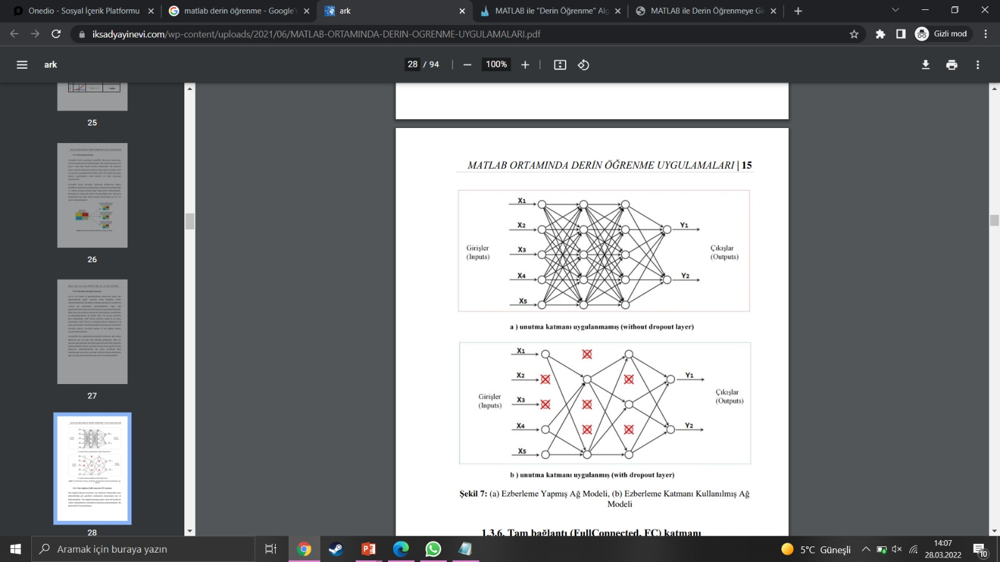 Onedio - Sosyal İçerik Platformu
matlab derin öğrenme - Google'd
ark
MATLAB ile "Derin Öğrenme" Alg
MATLAB ile Derin Öğrenmeye Gir
iksadyayinevi.com/wp-content/uploads/2021/06/MATLAB-ORTAMINDA-DERIN-OGRENME-UYGULAMALARI.pdf
Gizli mod
ark
28 / 94
100%
25
26
27
28
MATLAB ORTAMINDA DERİN ÖĞRENME UYGULAMALARI | 15
X1
X2
X3
X4
X5
Girişler
(Inputs)
Y1
Y2
Çıkışlar
(Outputs)
a ) unutma katmanı uygulanmamış (without dropout layer)
X1
X2
X3
X4
X5
Girişler
(Inputs)
Y1
Y2
Çıkışlar
(Outputs)
b ) unutma katmanı uygulanmış (with dropout layer)
Şekil 7: (a) Ezberleme Yapmış Ağ Modeli, (b) Ezberleme Katmanı Kullanılmış Ağ
Modeli
1.3.6. Tam bağlantı (FullConnected, FC) katmanı
Aramak için buraya yazın
5°C Güneşli
14:07
28.03.2022
10